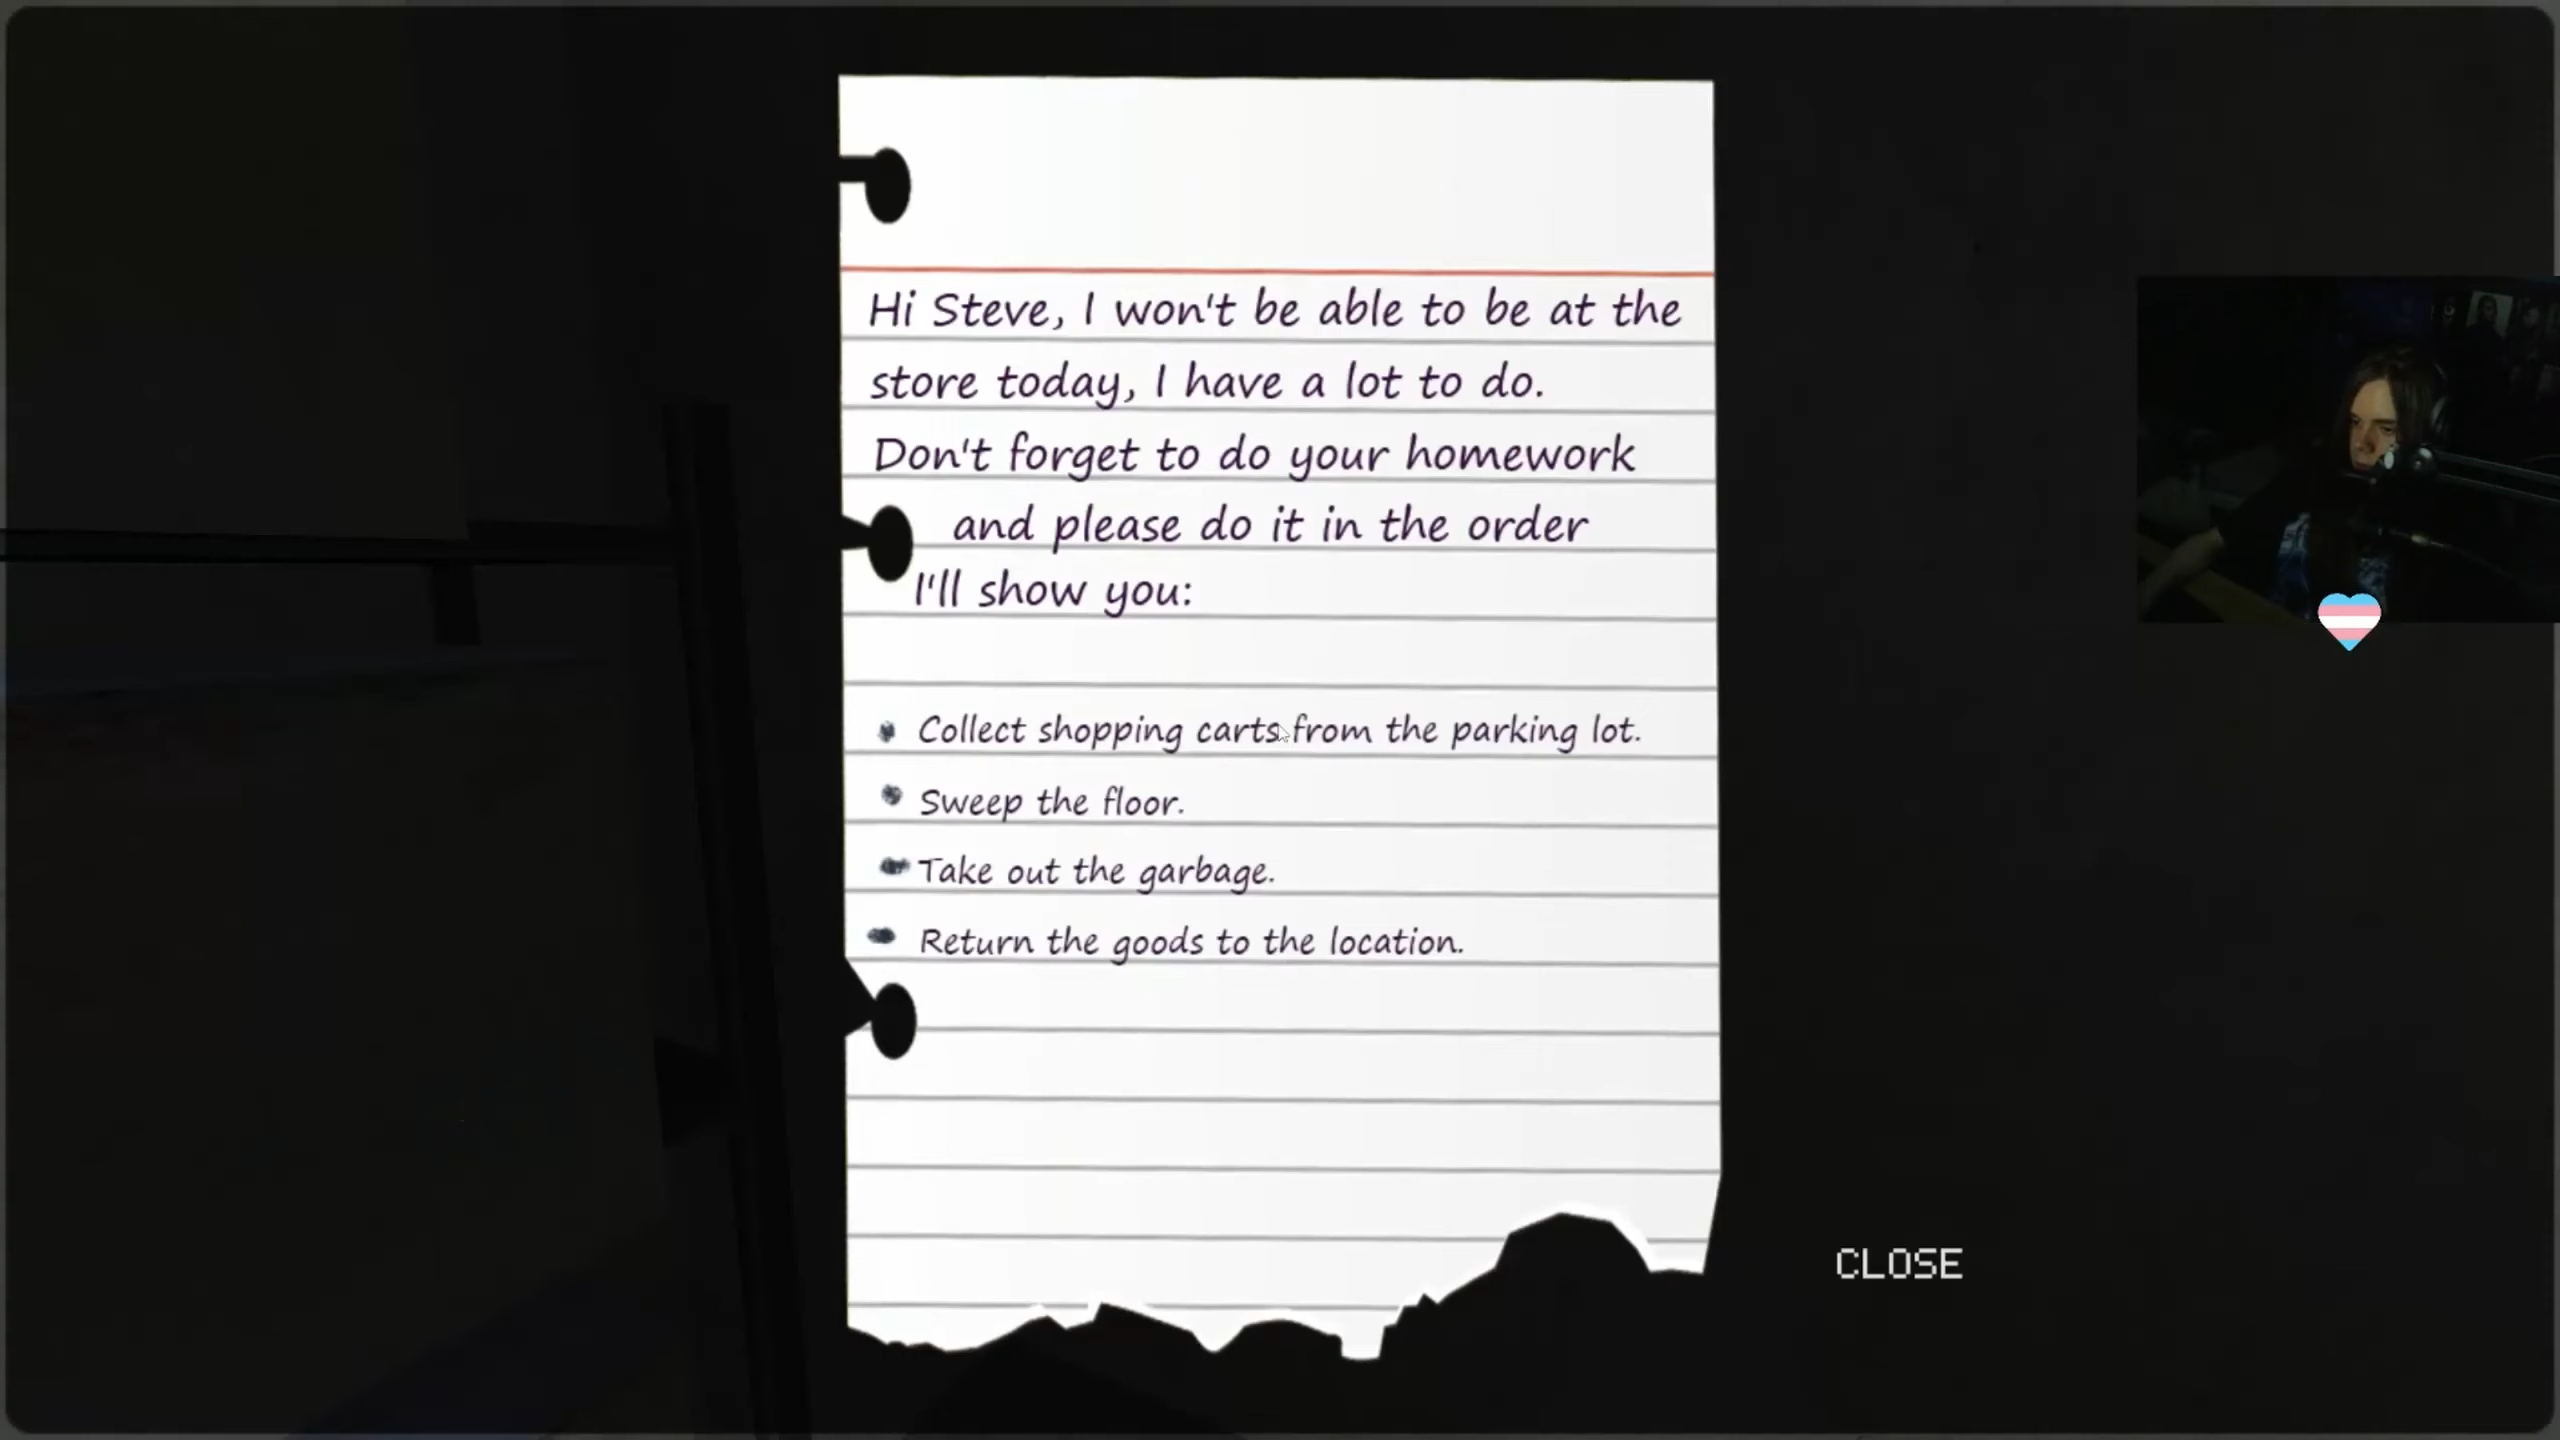 Hi Steve, I won't be able to be at the
store today, I have a lot to do.
Don't forget to do your homework
and please do it in the order
I'll show you:
Collect shopping carts from the parking lot.
Sweep the floor.
Take out the garbage.
Return the goods to the location.
CLOSE